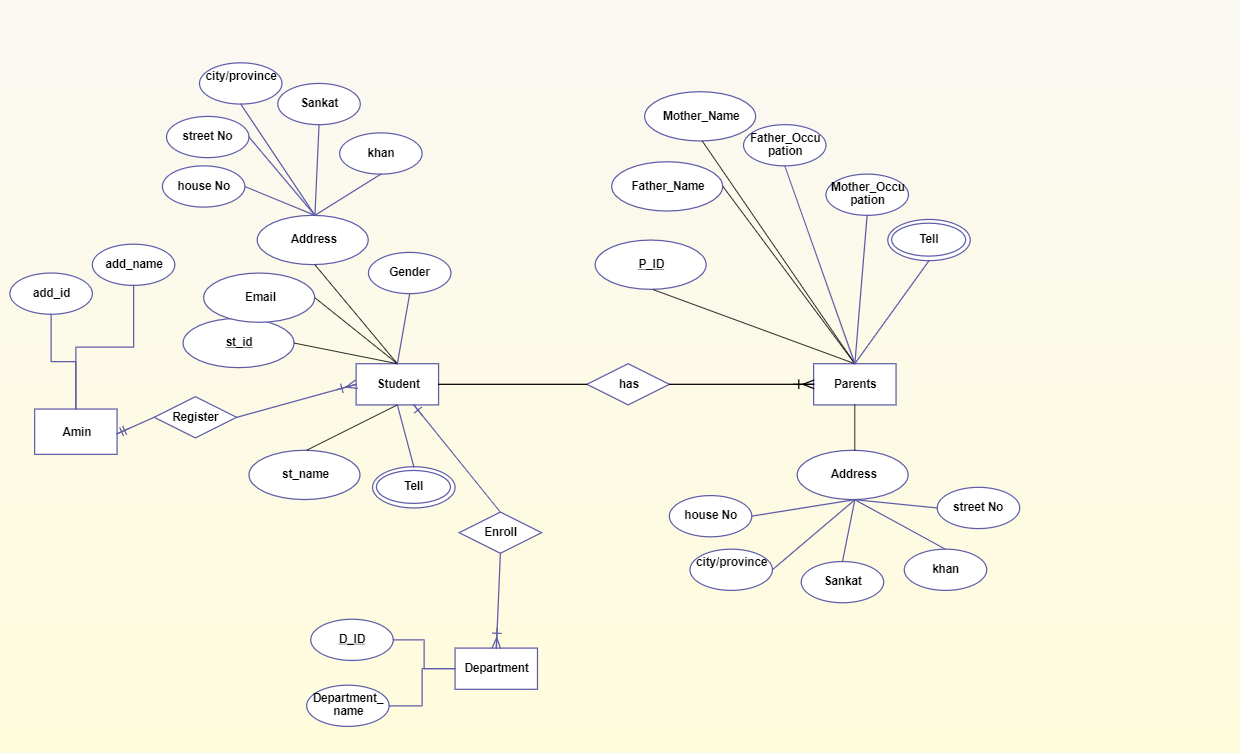 city/province
Sankat
street No
khan
house No
Address
Mother_Name
Father_Occu
pation
Father_Name
Mother_Occu
pation
Tell
P_ID
add_name
add_id
Gender
Email
st_id
Student
has
Parents
Register
Amin
st_name
Tell
Enroll
Address
house No
street No
city/province
Sankat
khan
D_ID
Department
Department_
name